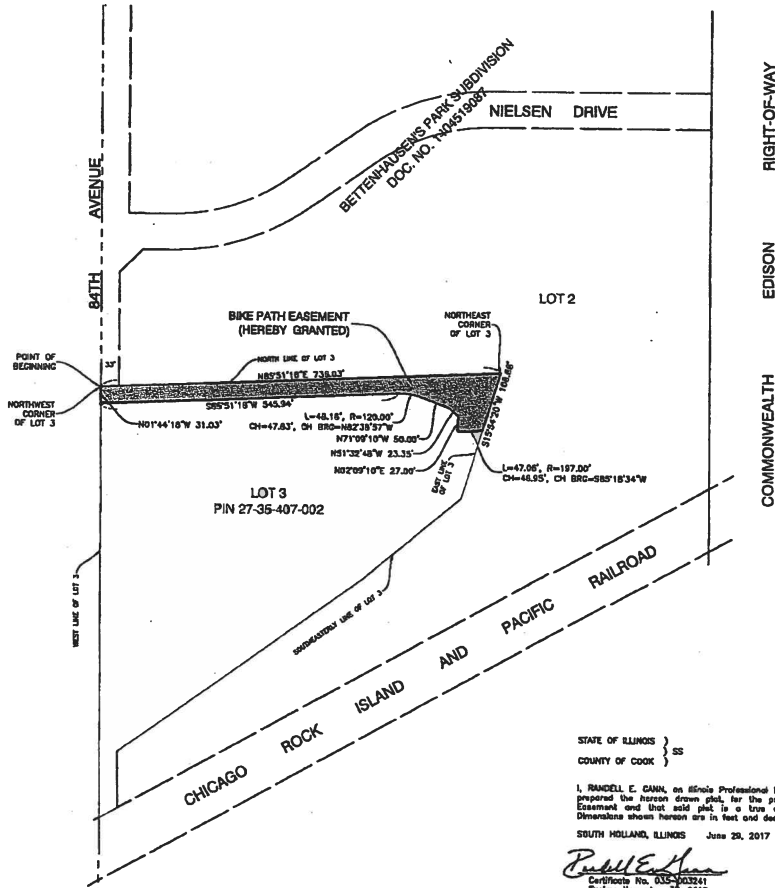 BETTENHAUSEN'S PARK SUBDIVISION
DOC. NO. 1404519087
NIELSEN DRIVE
RIGHT-OF-WAY
EDISON
COMMONWEALTH
84TH AVENUE
LOT 2
BIKE PATH EASEMENT
(HEREBY GRANTED)
NORTHEAST
CORNER
OF LOT 3
POINT OF
BEGINNING
33'
NORTH LINE OF LOT 3
N85°51'18"E 739.03'
NORTHWEST
CORNER
OF LOT 3
N01°44'18"W 31.03'
S85°51'18"W 545.94'
L=48.18', R=120.00'
CH=47.83', CH BRG=N82°38'57"W
N71°09'10"W 50.00'
N51°32'48"W 23.35'
N02°09'10"E 27.00'
S15°54'20"W
EAST LINE
OF LOT 3
L=47.06', R=197.00'
CH=46.95', CH BRG=S85°18'34"W
LOT 3
PIN 27-35-407-002
WEST LINE OF LOT 3
SOUTHEASTERLY LINE OF LOT 3
CHICAGO ROCK ISLAND AND PACIFIC RAILROAD
STATE OF ILLINOIS )
) SS
COUNTY OF COOK )
I, RANDELL E. GANN, an Illinois Professional
prepared the hereon drawn plat, for the
Easement and that said plat is a true
Dimensions shown hereon are in feet and
SOUTH HOLLAND, ILLINOIS June 29, 2017
Randell E. Gann
Certificate No. 035-003241